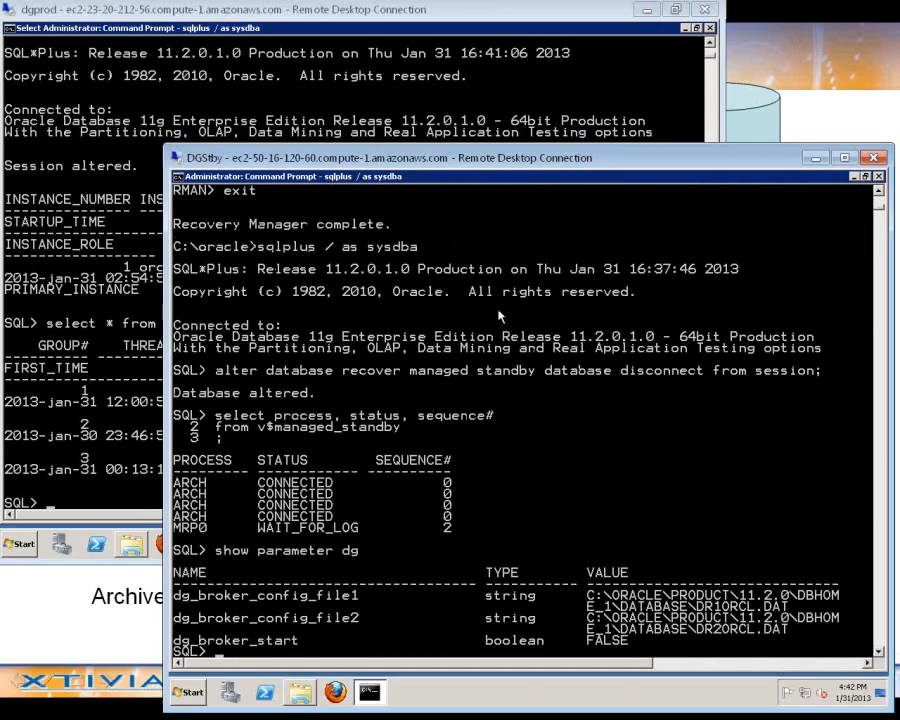 dgprod - ec2-23-20-212-56.compute-1.amazonaws.com - Remote Desktop Connection
Select Administrator: Command Prompt - sqlplus / as sysdba
SQL*Plus: Release 11.2.0.1.0 Production on Thu Jan 31 16:41:06 2013
Copyright (c) 1982, 2010, Oracle.  All rights reserved.
Connected to:
Oracle Database 11g Enterprise Edition Release 11.2.0.1.0 - 64bit Production
With the Partitioning, OLAP, Data Mining and Real Application Testing options
Session altered.
INSTANCE_NUMBER INS
STARTUP_TIME
INSTANCE_ROLE
1 orc
2013-jan-31 02:54:5
PRIMARY_INSTANCE
SQL> select * from
GROUP# THREA
FIRST_TIME
1
2013-jan-31 12:00:5
2
2013-jan-30 23:46:5
3
2013-jan-31 00:13:1
SQL>
Start
Archive
XTIVIA
DGStby - ec2-50-16-120-60.compute-1.amazonaws.com - Remote Desktop Connection
Administrator: Command Prompt - sqlplus / as sysdba
RMAN> exit
Recovery Manager complete.
C:\oracle>sqlplus / as sysdba
SQL*Plus: Release 11.2.0.1.0 Production on Thu Jan 31 16:37:46 2013
Copyright (c) 1982, 2010, Oracle.  All rights reserved.
Connected to:
Oracle Database 11g Enterprise Edition Release 11.2.0.1.0 - 64bit Production
With the Partitioning, OLAP, Data Mining and Real Application Testing options
SQL> alter database recover managed standby database disconnect from session;
Database altered.
SQL> select process, status, sequence#
2 from v$managed_standby
3 ;
PROCESS STATUS SEQUENCE#
ARCH CONNECTED 0
ARCH CONNECTED 0
ARCH CONNECTED 0
ARCH CONNECTED 0
MRP0 WAIT_FOR_LOG 2
SQL> show parameter dg
NAME TYPE VALUE
dg_broker_config_file1 string C:\ORACLE\PRODUCT\11.2.0\DBHOM
E_1\DATABASE\DR1ORCL.DAT
dg_broker_config_file2 string C:\ORACLE\PRODUCT\11.2.0\DBHOM
E_1\DATABASE\DR2ORCL.DAT
dg_broker_start boolean FALSE
SQL>
Start
4:42 PM
1/31/2013